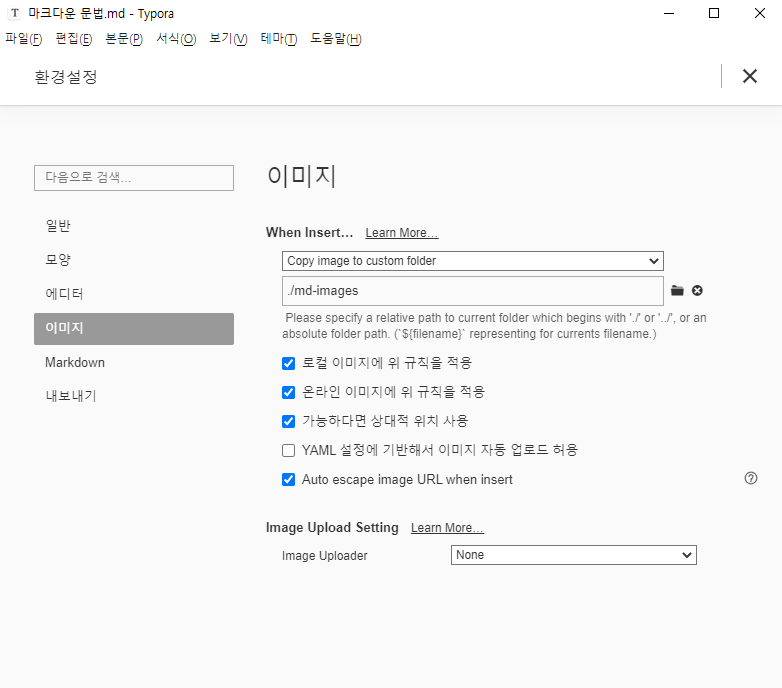 T 마크다운 문법.md - Typora
파일(F) 편집(E) 본문(P) 서식(O) 보기(V) 테마(T) 도움말(H)
환경설정
다음으로 검색...
일반
모양
에디터
이미지
Markdown
내보내기
이미지
When Insert... Learn More...
Copy image to custom folder
./md-images
Please specify a relative path to current folder which begins with './' or '../', or an
absolute folder path. (`${filename}` representing for currents filename.)
로컬 이미지에 위 규칙을 적용
온라인 이미지에 위 규칙을 적용
가능하다면 상대적 위치 사용
YAML 설정에 기반해서 이미지 자동 업로드 허용
Auto escape image URL when insert
Image Upload Setting Learn More...
Image Uploader None